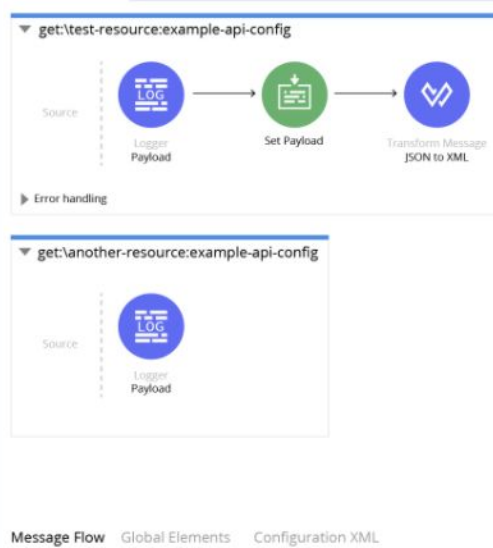 get:\test-resource:example-api-config
LOG
Source
Logger
Payload
Set Payload
Transform Message
JSON to XML
Error handling
get:\another-resource:example-api-config
LOG
Source
Logger
Payload
Message Flow Global Elements Configuration XML